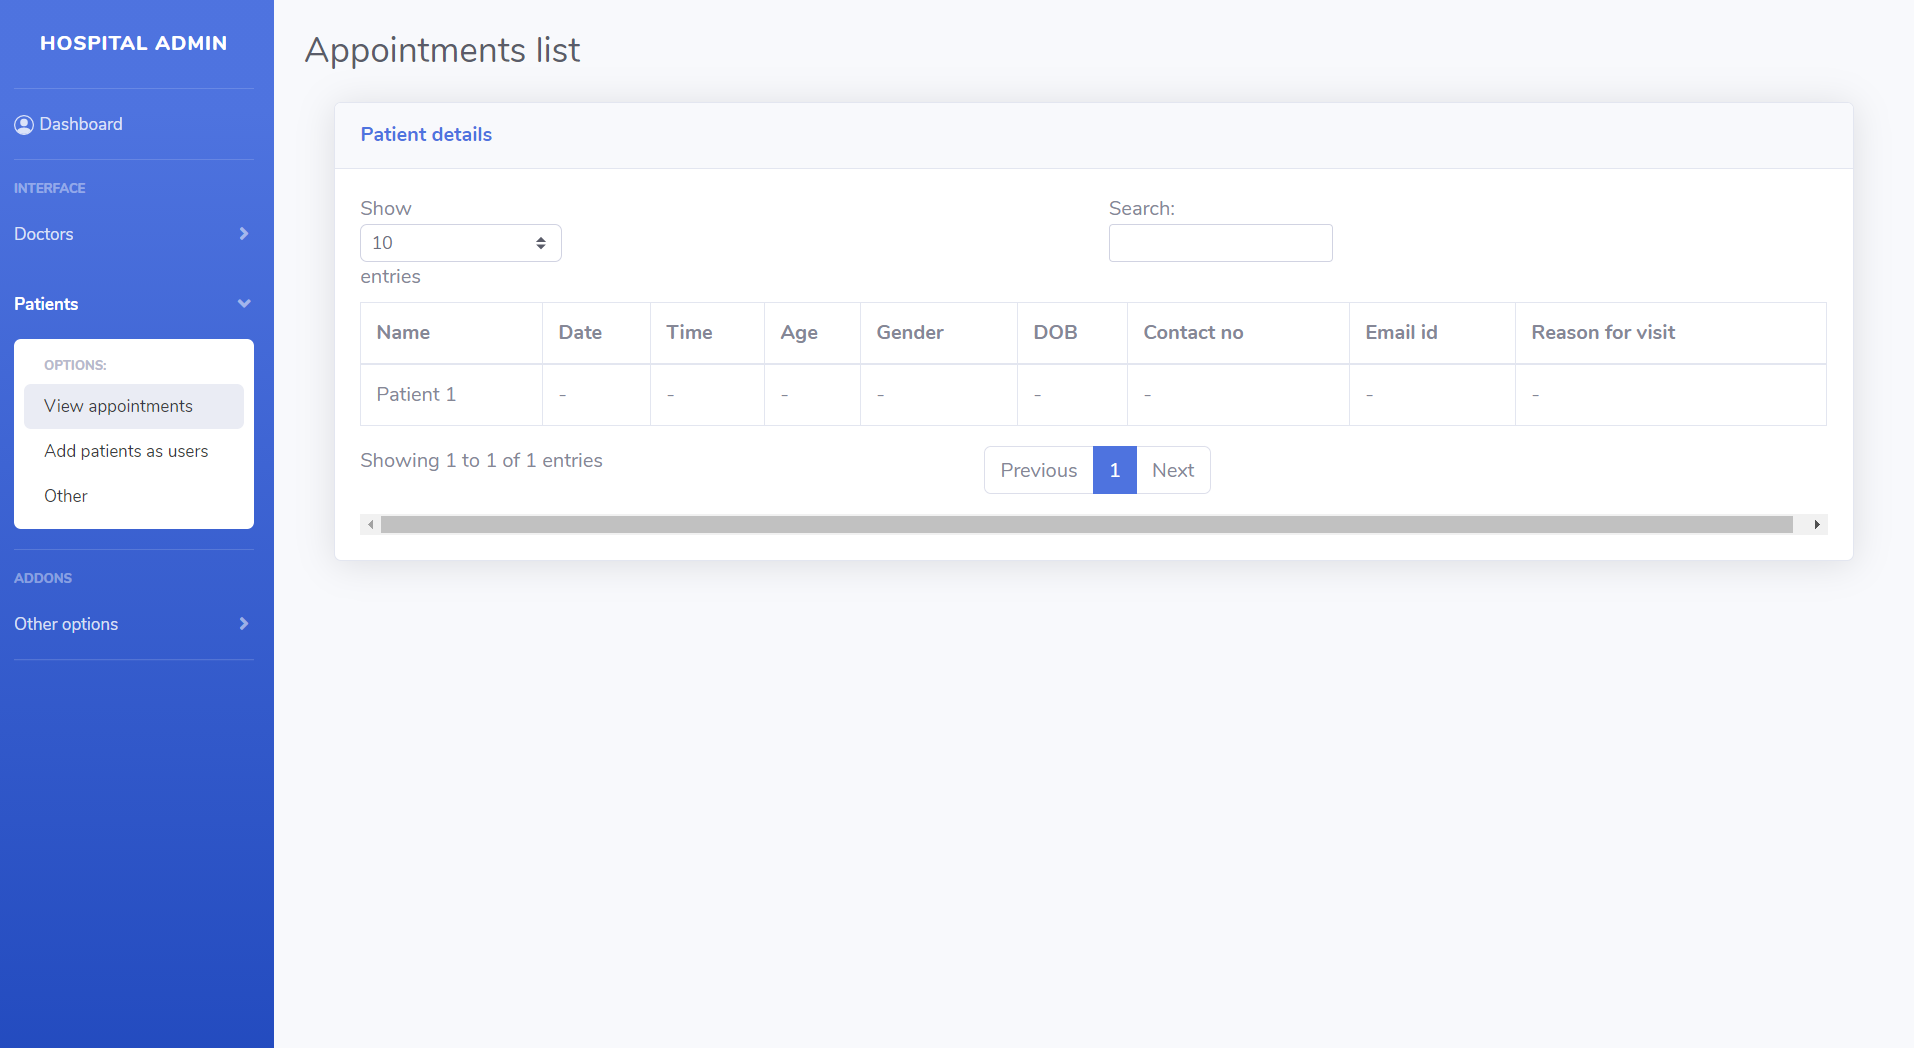 HOSPITAL ADMIN
Dashboard
INTERFACE
Doctors
Patients
OPTIONS:
View appointments
Add patients as users
Other
ADDONS
Other options
Appointments list
Patient details
Show
10
entries
Search:
Name Date Time Age Gender DOB Contact no Email id Reason for visit
Patient 1 - - - - - - - -
Showing 1 to 1 of 1 entries
Previous 1 Next